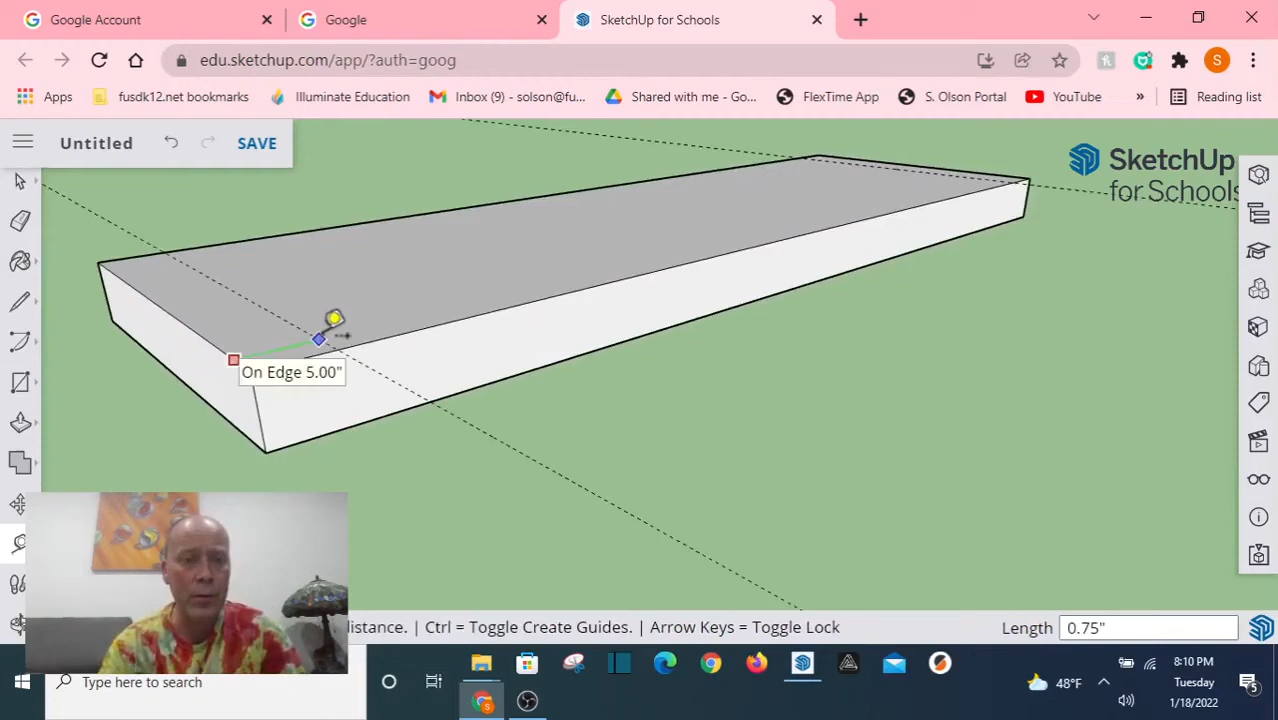 Google Account
Google
SketchUp for Schools
edu.sketchup.com/app/?auth=goog
Apps
fusdk12.net bookmarks
Illuminate Education
Inbox (9) - solson@fu...
Shared with me - Go...
FlexTime App
S. Olson Portal
YouTube
»
Reading list
S
Untitled
SAVE
SketchUp
for Schools
On Edge 5.00"
distance. | Ctrl = Toggle Create Guides. | Arrow Keys = Toggle Lock
Length
0.75"
Type here to search
S
48°F
8:10 PM
Tuesday
1/18/2022
5